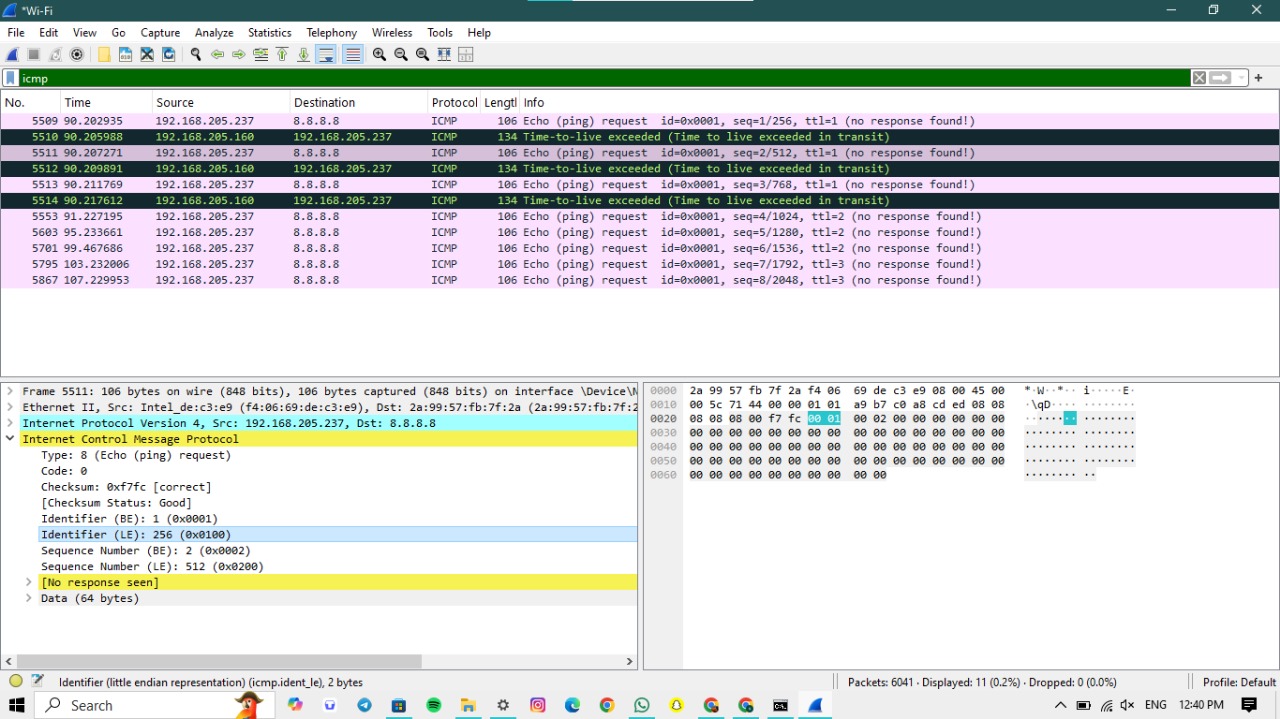 *Wi-Fi
File Edit View Go Capture Analyze Statistics Telephony Wireless Tools Help
icmp
No. Time Source Destination Protocol Lengtl Info
5509 90.202935 192.168.205.237 8.8.8.8 ICMP 106 Echo (ping) request id=0x0001, seq=1/256, ttl=1 (no response found!)
5510 90.205988 192.168.205.160 192.168.205.237 ICMP 134 Time-to-live exceeded (Time to live exceeded in transit)
5511 90.207271 192.168.205.237 8.8.8.8 ICMP 106 Echo (ping) request id=0x0001, seq=2/512, ttl=1 (no response found!)
5512 90.209891 192.168.205.160 192.168.205.237 ICMP 134 Time-to-live exceeded (Time to live exceeded in transit)
5513 90.211769 192.168.205.237 8.8.8.8 ICMP 106 Echo (ping) request id=0x0001, seq=3/768, ttl=1 (no response found!)
5514 90.217612 192.168.205.160 192.168.205.237 ICMP 134 Time-to-live exceeded (Time to live exceeded in transit)
5553 91.227195 192.168.205.237 8.8.8.8 ICMP 106 Echo (ping) request id=0x0001, seq=4/1024, ttl=2 (no response found!)
5603 95.233661 192.168.205.237 8.8.8.8 ICMP 106 Echo (ping) request id=0x0001, seq=5/1280, ttl=2 (no response found!)
5701 99.467686 192.168.205.237 8.8.8.8 ICMP 106 Echo (ping) request id=0x0001, seq=6/1536, ttl=2 (no response found!)
5795 103.232006 192.168.205.237 8.8.8.8 ICMP 106 Echo (ping) request id=0x0001, seq=7/1792, ttl=3 (no response found!)
5867 107.229953 192.168.205.237 8.8.8.8 ICMP 106 Echo (ping) request id=0x0001, seq=8/2048, ttl=3 (no response found!)
Frame 5511: 106 bytes on wire (848 bits), 106 bytes captured (848 bits) on interface \Device\N
Ethernet II, Src: Intel_de:c3:e9 (f4:06:69:de:c3:e9), Dst: 2a:99:57:fb:7f:2a (2a:99:57:fb:7f:2
Internet Protocol Version 4, Src: 192.168.205.237, Dst: 8.8.8.8
Internet Control Message Protocol
Type: 8 (Echo (ping) request)
Code: 0
Checksum: 0xf7fc [correct]
[Checksum Status: Good]
Identifier (BE): 1 (0x0001)
Identifier (LE): 256 (0x0100)
Sequence Number (BE): 2 (0x0002)
Sequence Number (LE): 512 (0x0200)
[No response seen]
Data (64 bytes)
0000 2a 99 57 fb 7f 2a f4 06 69 de c3 e9 08 00 45 00 *·W··*·· i·····E·
0010 00 5c 71 44 00 00 01 01 a9 b7 c0 a8 cd ed 08 08 ·\qD···· ········
0020 08 08 08 00 f7 fc 00 01 00 02 00 00 00 00 00 00 ········ ········
0030 00 00 00 00 00 00 00 00 00 00 00 00 00 00 00 00 ········ ········
0040 00 00 00 00 00 00 00 00 00 00 00 00 00 00 00 00 ········ ········
0050 00 00 00 00 00 00 00 00 00 00 00 00 00 00 00 00 ········ ········
0060 00 00 00 00 00 00 00 00 00 00 ········ ··
Identifier (little endian representation) (icmp.ident_le), 2 bytes Packets: 6041 · Displayed: 11 (0.2%) · Dropped: 0 (0.0%) Profile: Default
Search ENG 12:40 PM